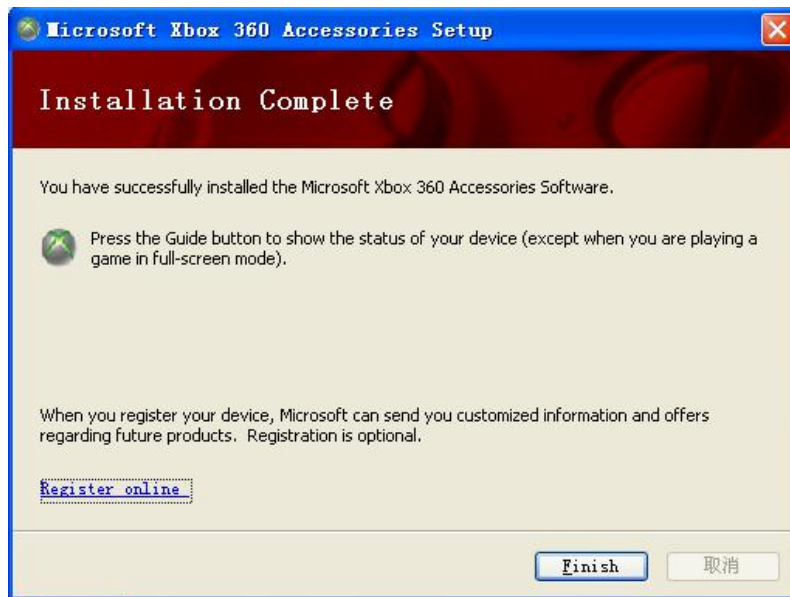 Microsoft Xbox 360 Accessories Setup
Installation Complete
You have successfully installed the Microsoft Xbox 360 Accessories Software.
Press the Guide button to show the status of your device (except when you are playing a
game in full-screen mode).
When you register your device, Microsoft can send you customized information and offers
regarding future products.  Registration is optional.
Register online
Finish
取消